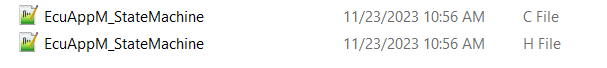 EcuAppM_StateMachine 11/23/2023 10:56 AM C File
EcuAppM_StateMachine 11/23/2023 10:56 AM H File